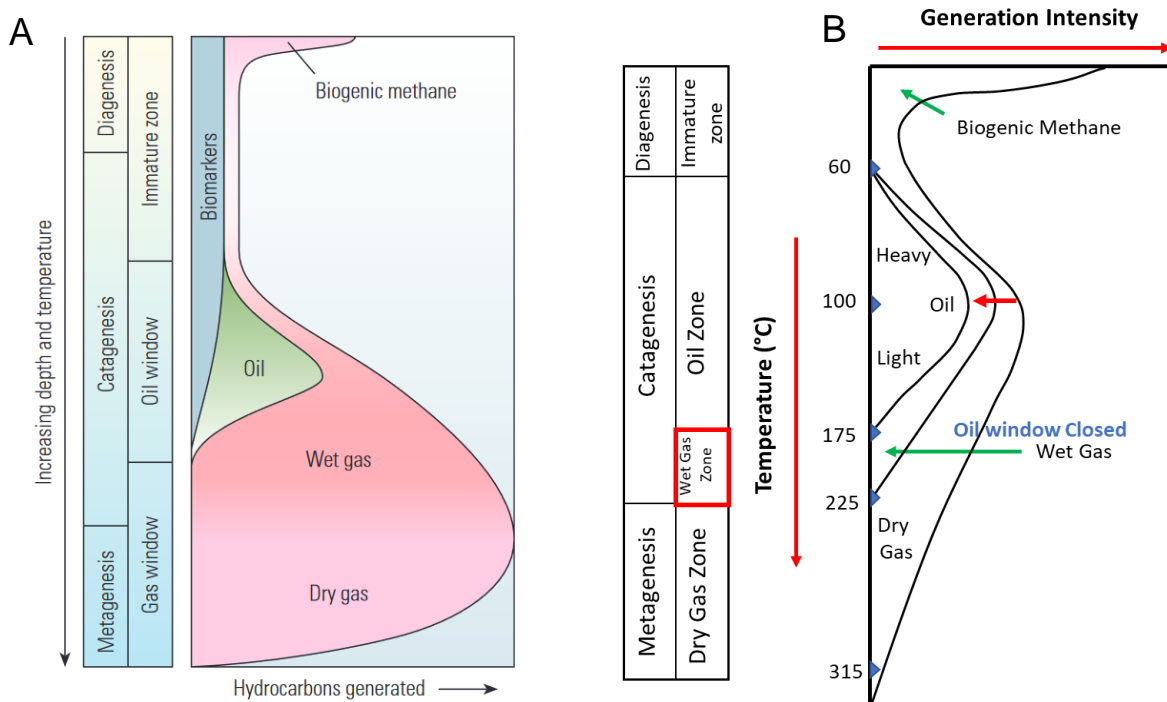 A
Increasing depth and temperature
Diagenesis
Catagenesis
Metagenesis
Immature zone
Oil window
Gas window
Biomarkers
Biogenic methane
Oil
Wet gas
Dry gas
Hydrocarbons generated
B
Generation Intensity
Diagenesis
Immature
zone
Catagenesis
Oil Zone
Wet Gas
Zone
Metagenesis
Dry Gas Zone
Temperature (°C)
60
100
175
225
315
Biogenic Methane
Heavy
Oil
Light
Oil window Closed
Wet Gas
Dry
Gas